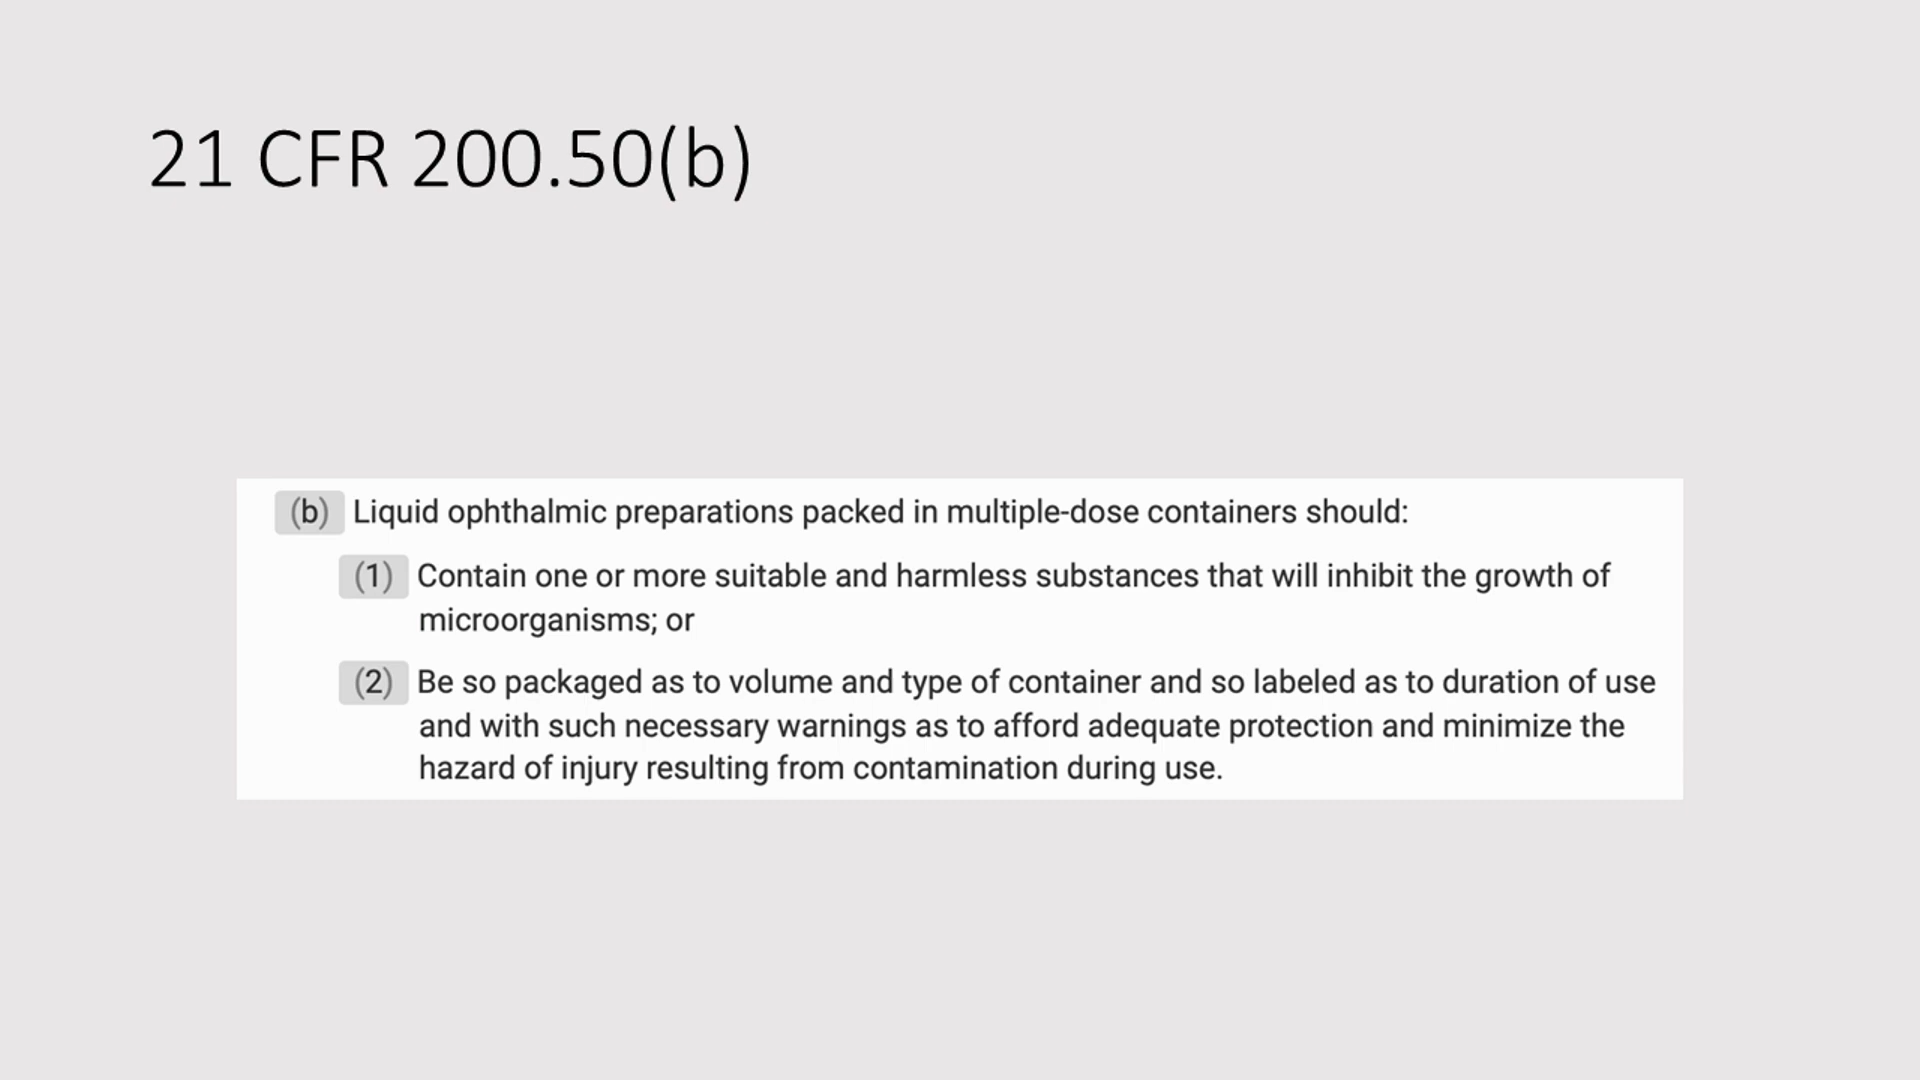 21 CFR 200.50(b)
(b) Liquid ophthalmic preparations packed in multiple-dose containers should:
(1) Contain one or more suitable and harmless substances that will inhibit the growth of
microorganisms; or
(2) Be so packaged as to volume and type of container and so labeled as to duration of use
and with such necessary warnings as to afford adequate protection and minimize the
hazard of injury resulting from contamination during use.